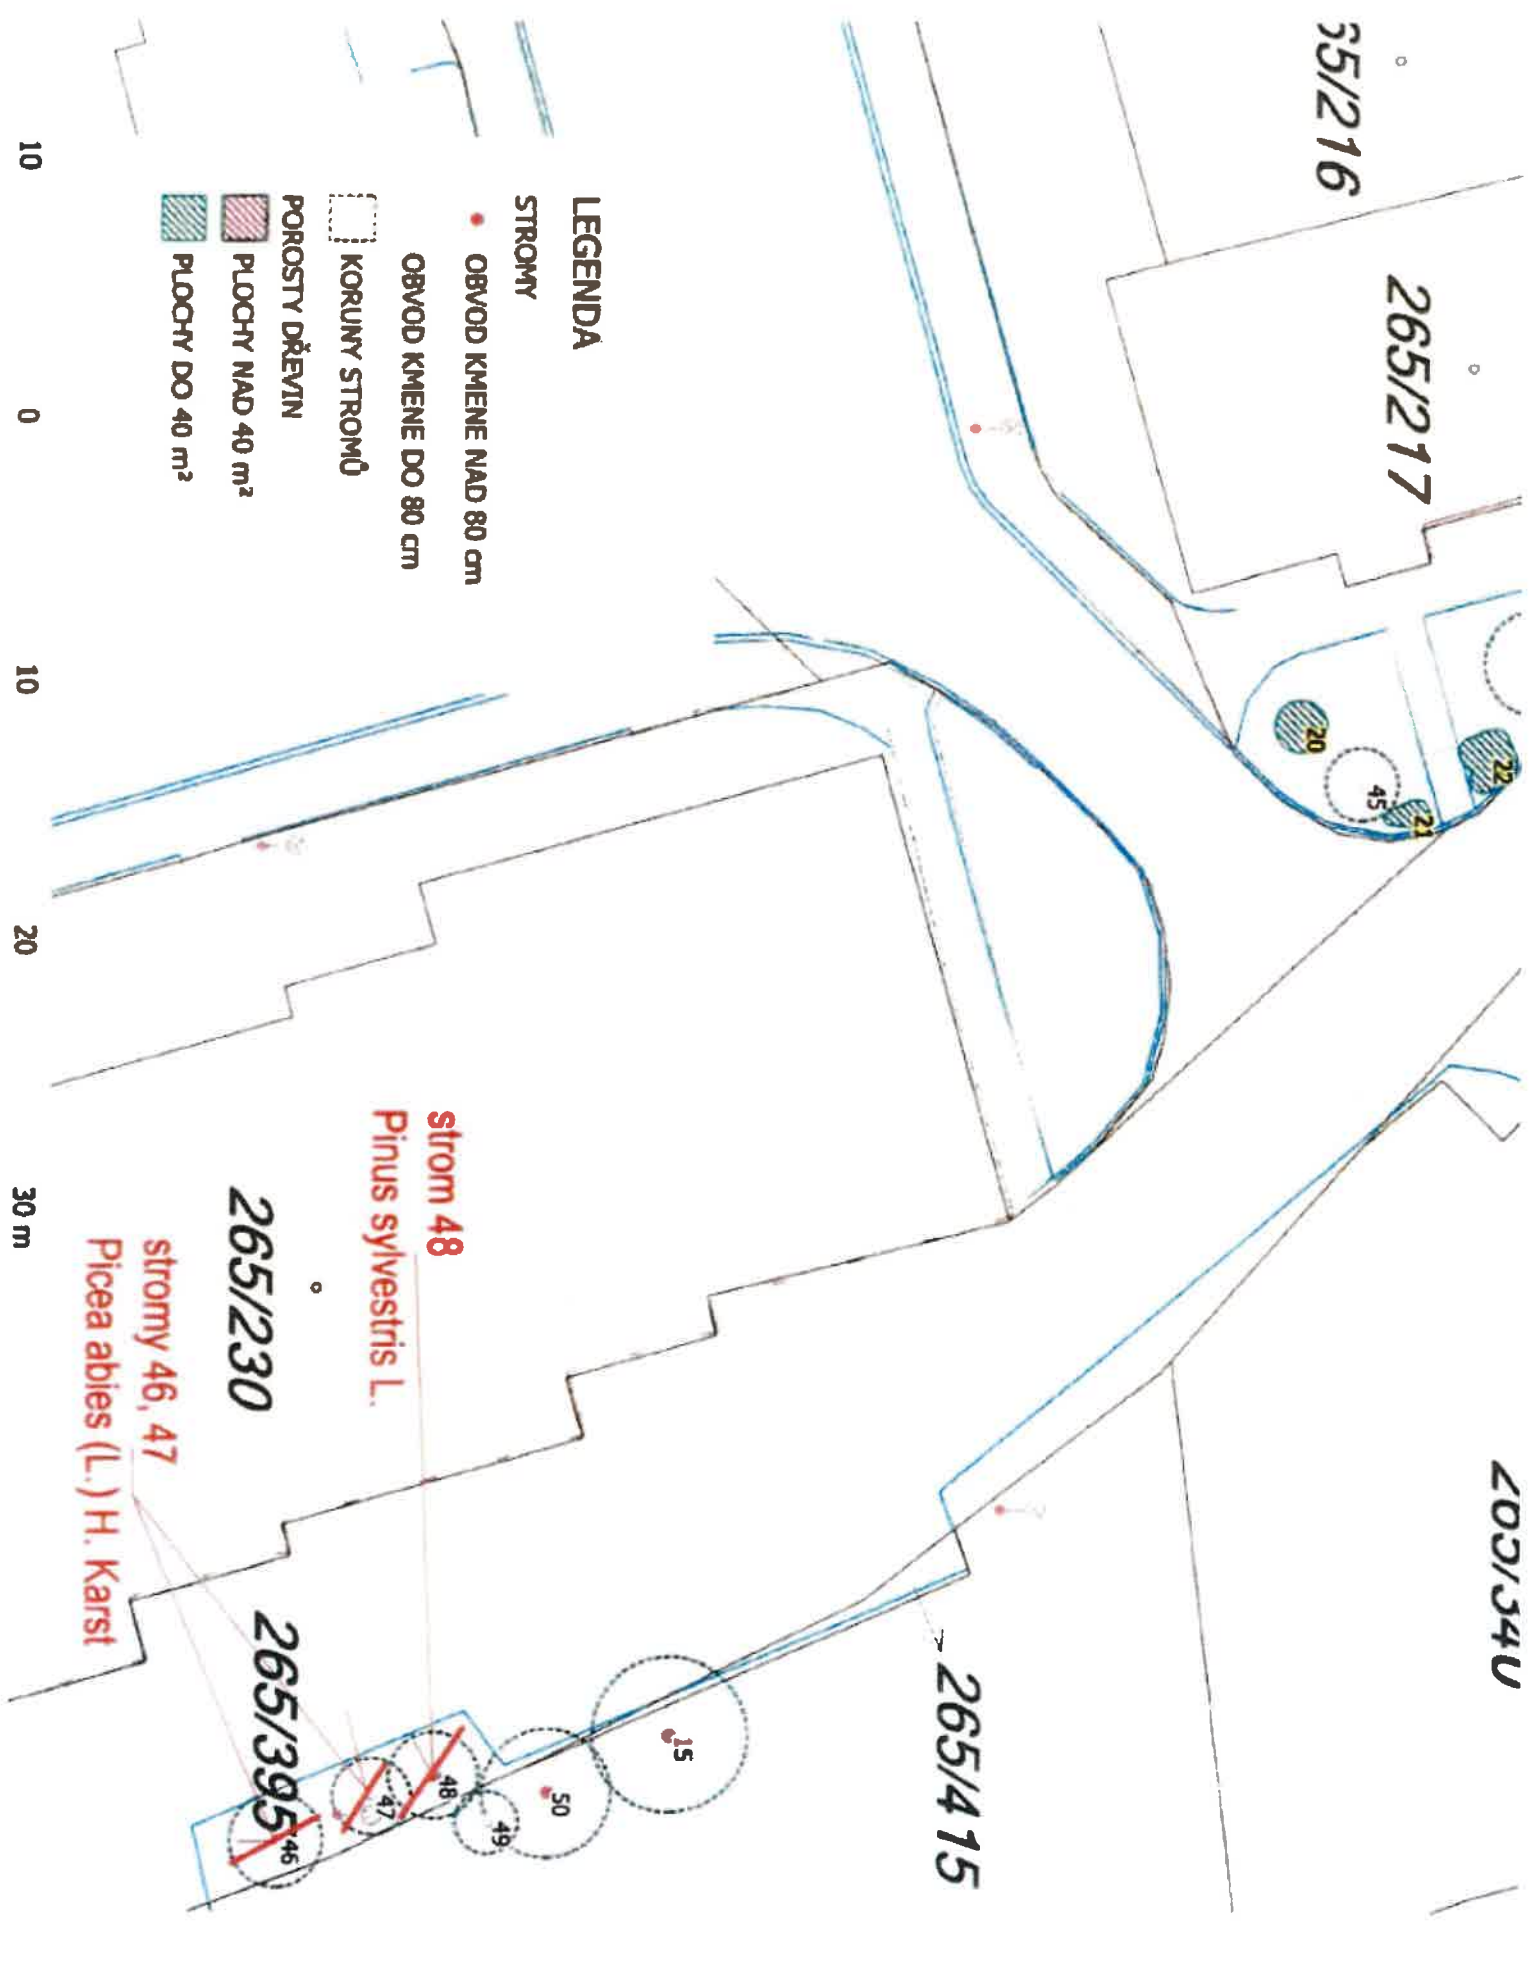 265/217
20
45
21
22
LEGENDA
STROMY
OBVOD KMENE NAD 80 cm
OBVOD KMENE DO 80 cm
KORUNY STROMŮ
POROSTY DŘEVIN
PLOCHY NAD 40 m²
PLOCHY DO 40 m²
10
0
10
20
30 m
strom 48
Pinus sylvestris L.
265/230
stromy 46, 47
Picea abies (L.) H. Karst
265/415
15
50
49
48
47
46
265/395